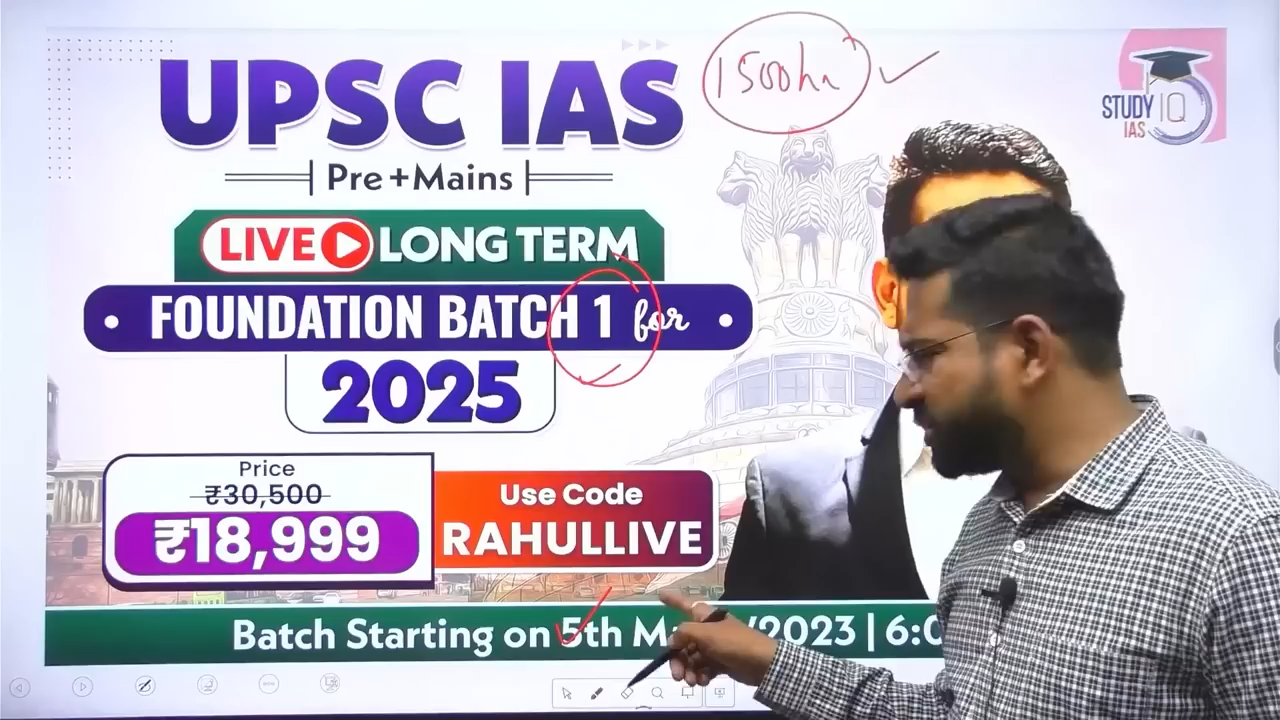 UPSC IAS
1500hr
STUDY IQ
IAS
Pre+Mains
LIVE LONG TERM
FOUNDATION BATCH 1 for
2025
Price
₹30,500
₹18,999
Use Code
RAHULLIVE
Batch Starting on 5th M /2023 | 6:0